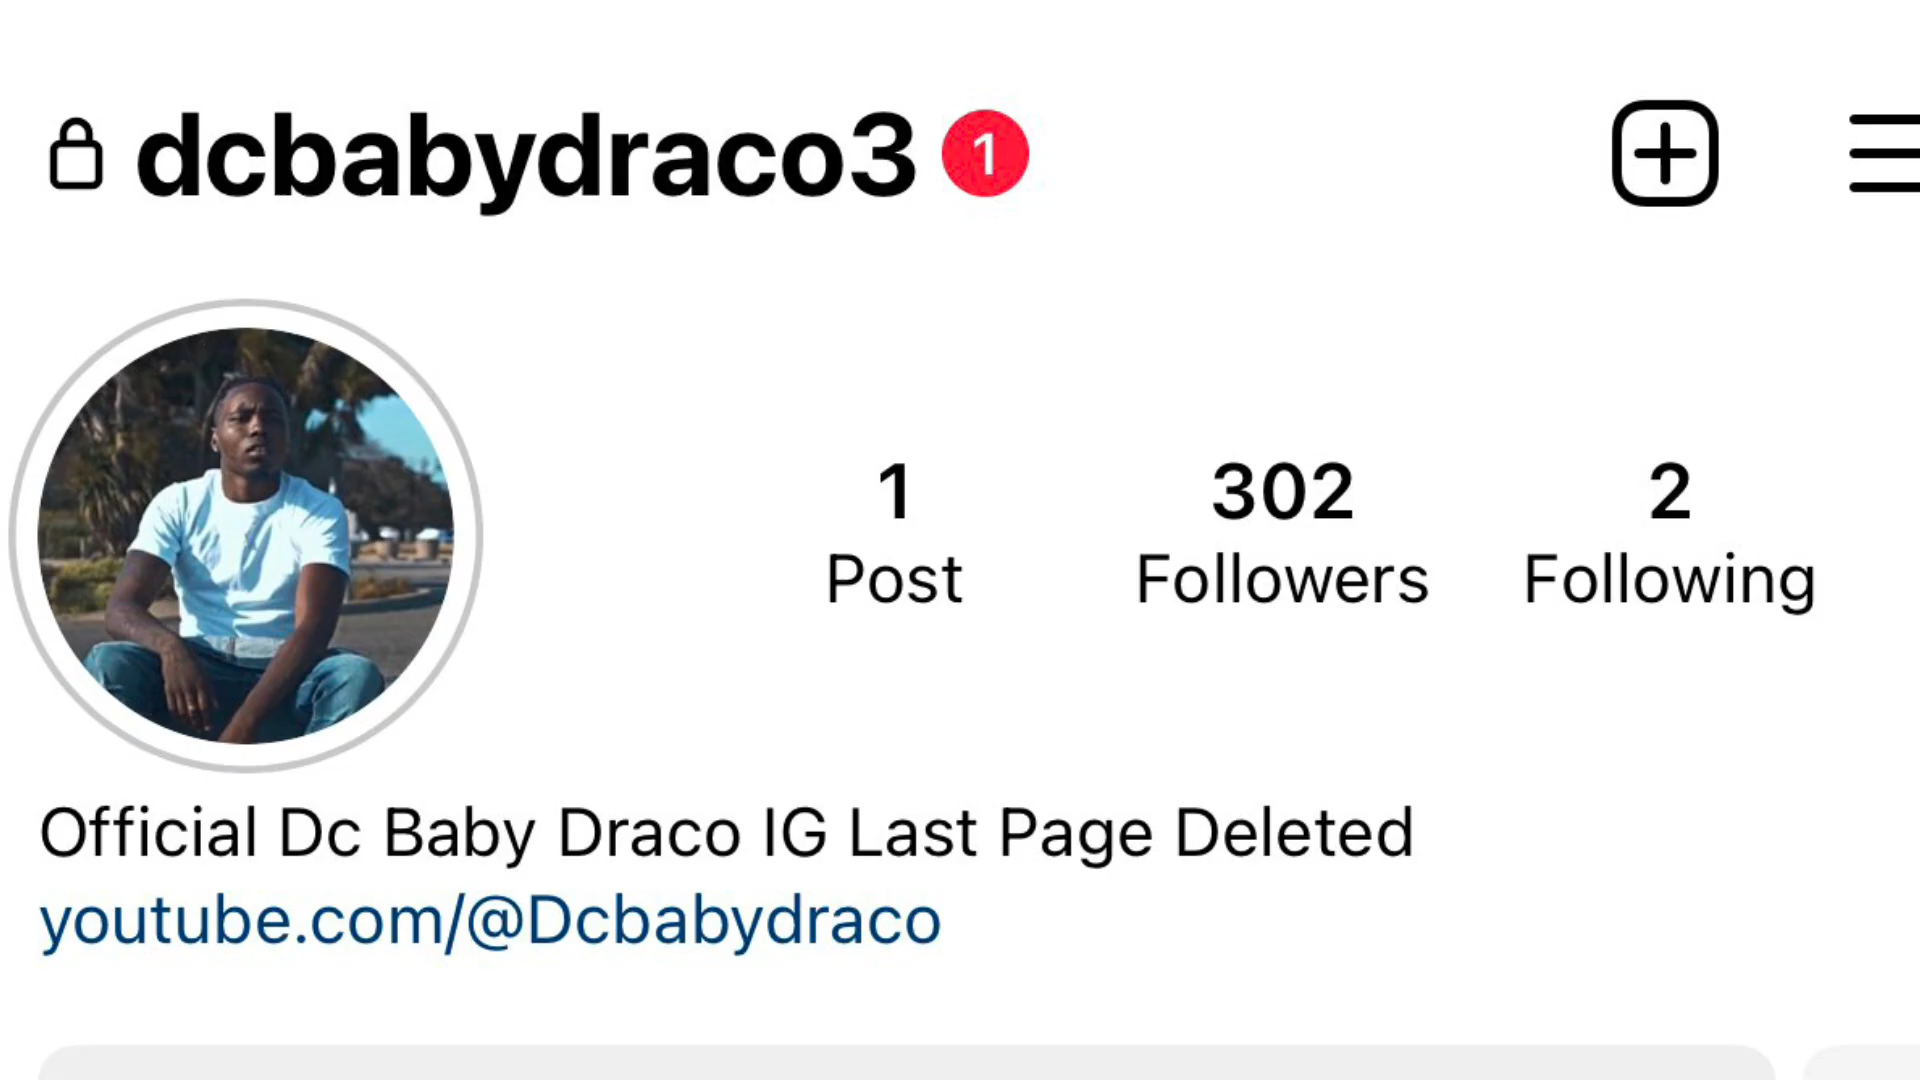 dcbabydraco3 1
1 302 2
Post Followers Following
Official Dc Baby Draco IG Last Page Deleted
youtube.com/@Dcbabydraco